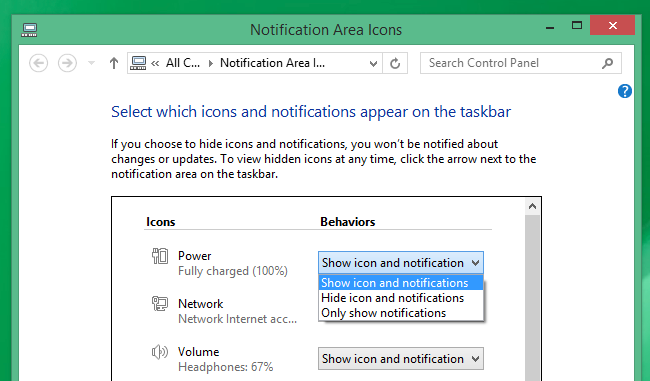 Notification Area Icons
« All C... ▸ Notification Area I...
Search Control Panel
Select which icons and notifications appear on the taskbar
If you choose to hide icons and notifications, you won't be notified about
changes or updates. To view hidden icons at any time, click the arrow next to the
notification area on the taskbar.
Icons Behaviors
Power Show icon and notification
Fully charged (100%)
Show icon and notifications
Hide icon and notifications
Only show notifications
Network
Network Internet acc...
Volume Show icon and notification
Headphones: 67%